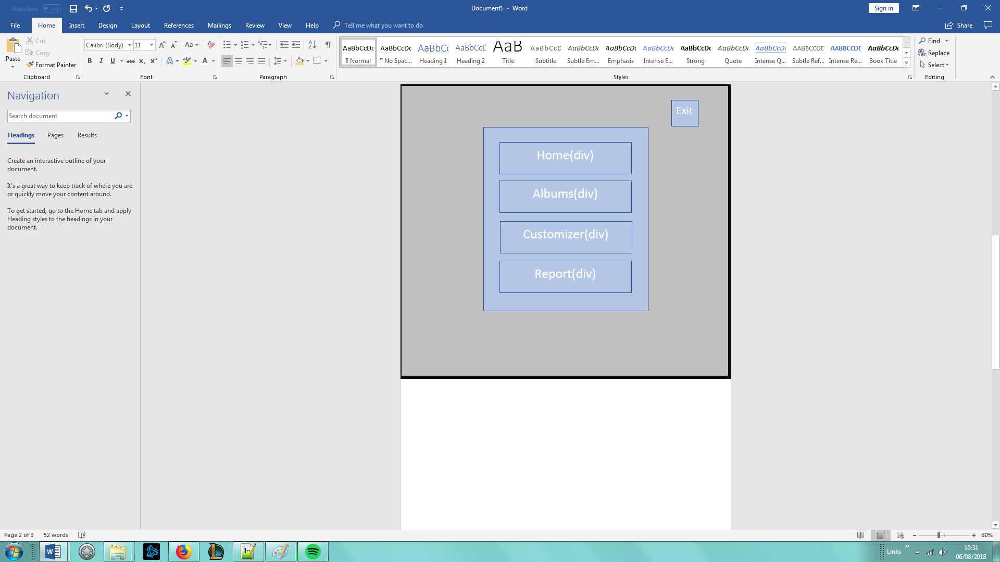 AutoSave Off
Document1 - Word
Sign in
File Home Insert Design Layout References Mailings Review View Help Tell me what you want to do
Share
Paste
Cut
Copy
Format Painter
Clipboard
Calibri (Body) 11
Font
Paragraph
AaBbCcDc AaBbCcDc AaBbCc AaBbCcD AaB AaBbCcD AaBbCcDc AaBbCcDc AaBbCcDc AaBbCcDc AaBbCcDc AaBbCcDc AABBCCDD AABBCCDD AaBbCcDc
¶ Normal ¶ No Spac... Heading 1 Heading 2 Title Subtitle Subtle Em... Emphasis Intense E... Strong Quote Intense Q... Subtle Ref... Intense Re... Book Title
Styles
Find
Replace
Select
Editing
Navigation
Search document
Headings Pages Results
Create an interactive outline of your
document.
It's a great way to keep track of where you are
or quickly move your content around.
To get started, go to the Home tab and apply
Heading styles to the headings in your
document.
Exit
Home(div)
Albums(div)
Customizer(div)
Report(div)
Page 2 of 3 52 words
80%
Links
10:31
06/08/2018